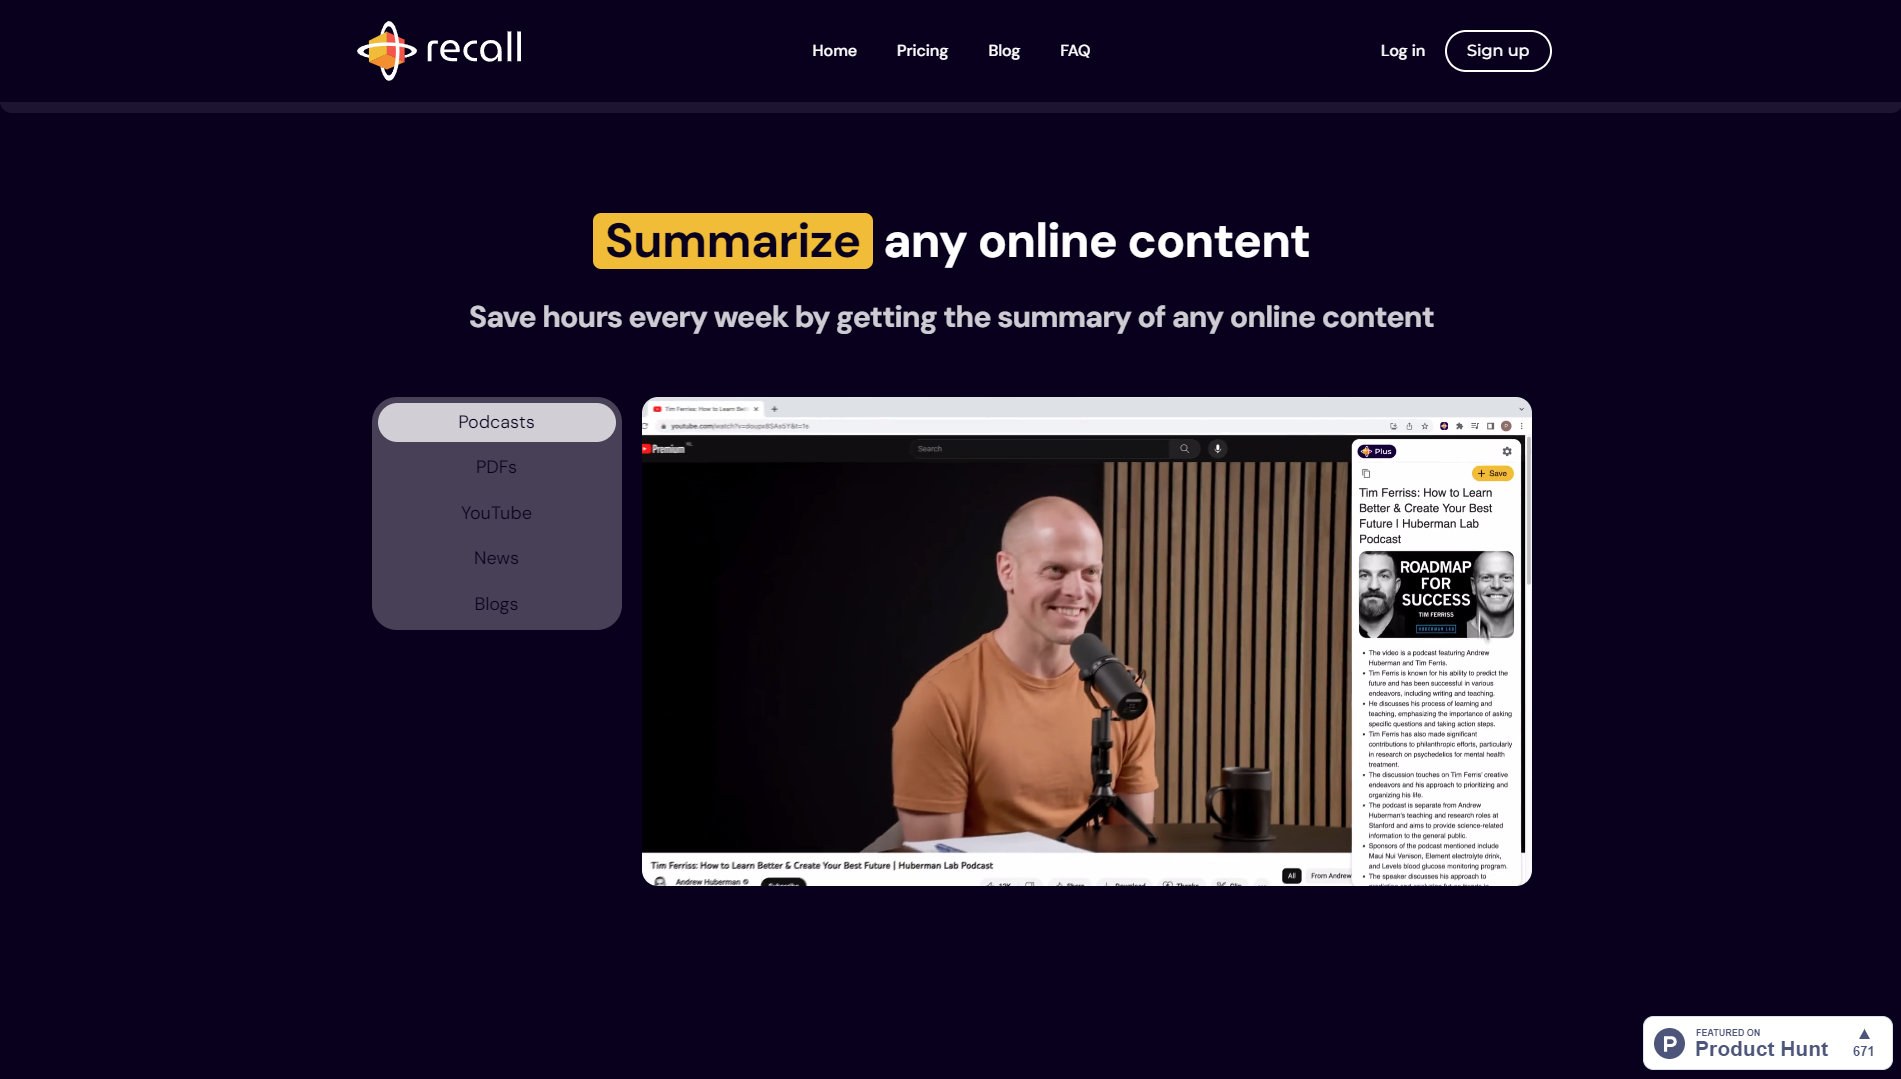 recall
Home
Pricing
Blog
FAQ
Log in
Sign up
Summarize any online content
Save hours every week by getting the summary of any online content
Podcasts
PDFs
YouTube
News
Blogs
Tim Ferriss: How to Learn Bett
Premium
Search
Plus
Save
Tim Ferriss: How to Learn
Better & Create Your Best
Future | Huberman Lab
Podcast
ROADMAP
FOR
SUCCESS
TIM FERRISS
HUBERMAN LAB
• The video is a podcast featuring Andrew
Huberman and Tim Ferris.
• Tim Ferris is known for his ability to predict the
future and has been successful in various
endeavors, including writing and teaching.
• He discusses his process of learning and
teaching, emphasizing the importance of asking
specific questions and taking action steps.
• Tim Ferris has also made significant
contributions to philanthropic efforts, particularly
in research on psychedelics for mental health
treatment.
• The discussion touches on Tim Ferris' creative
endeavors and his approach to prioritizing and
organizing his life.
• The podcast is separate from Andrew
Huberman's teaching and research roles at
Stanford and aims to provide science-related
information to the general public.
• Sponsors of the podcast mentioned include
Maui Nui Venison, Element electrolyte drink,
and Levels blood glucose monitoring program.
• The speaker discusses his approach to
Tim Ferriss: How to Learn Better & Create Your Best Future | Huberman Lab Podcast
Andrew Huberman
All
From Andrew
FEATURED ON
Product Hunt
671